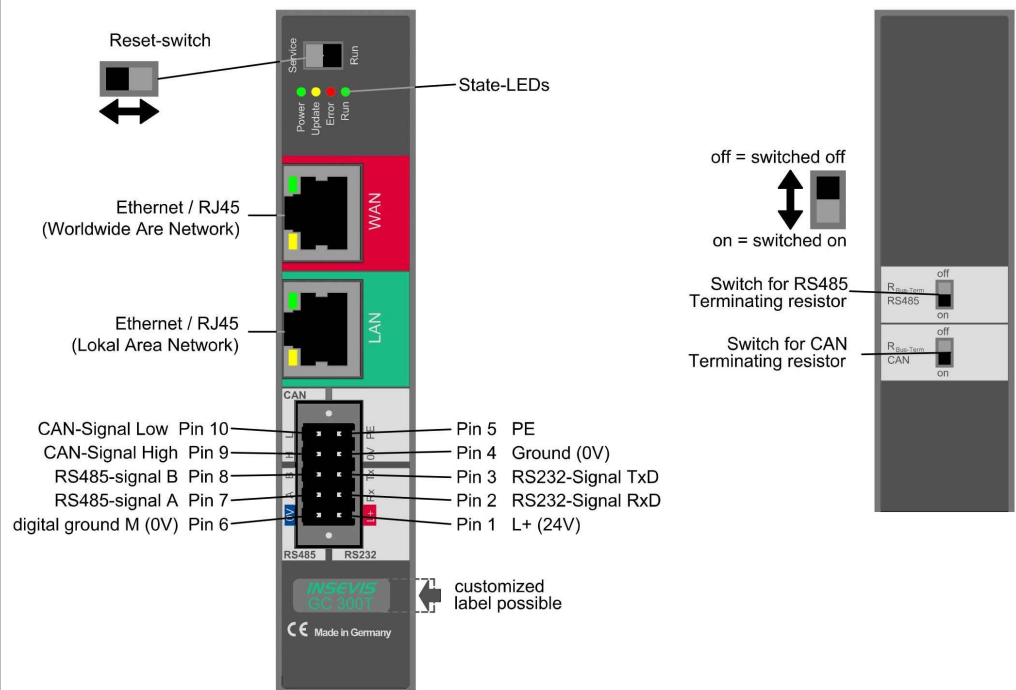 Reset-switch
Service
Run
Power
Update
Error
Run
State-LEDs
Ethernet / RJ45
(Worldwide Are Network)
WAN
Ethernet / RJ45
(Lokal Area Network)
LAN
CAN
CAN-Signal Low Pin 10
CAN-Signal High Pin 9
RS485-signal B Pin 8
RS485-signal A Pin 7
digital ground M (0V) Pin 6
L
H
B
A
0V
PE
0V
Tx
Rx
L+
Pin 5 PE
Pin 4 Ground (0V)
Pin 3 RS232-Signal TxD
Pin 2 RS232-Signal RxD
Pin 1 L+ (24V)
RS485 RS232
INSEVIS
GC 300T
customized
label possible
CE Made in Germany
off = switched off
on = switched on
Switch for RS485
Terminating resistor
off
R Bus-Term
RS485
on
Switch for CAN
Terminating resistor
off
R Bus-Term
CAN
on